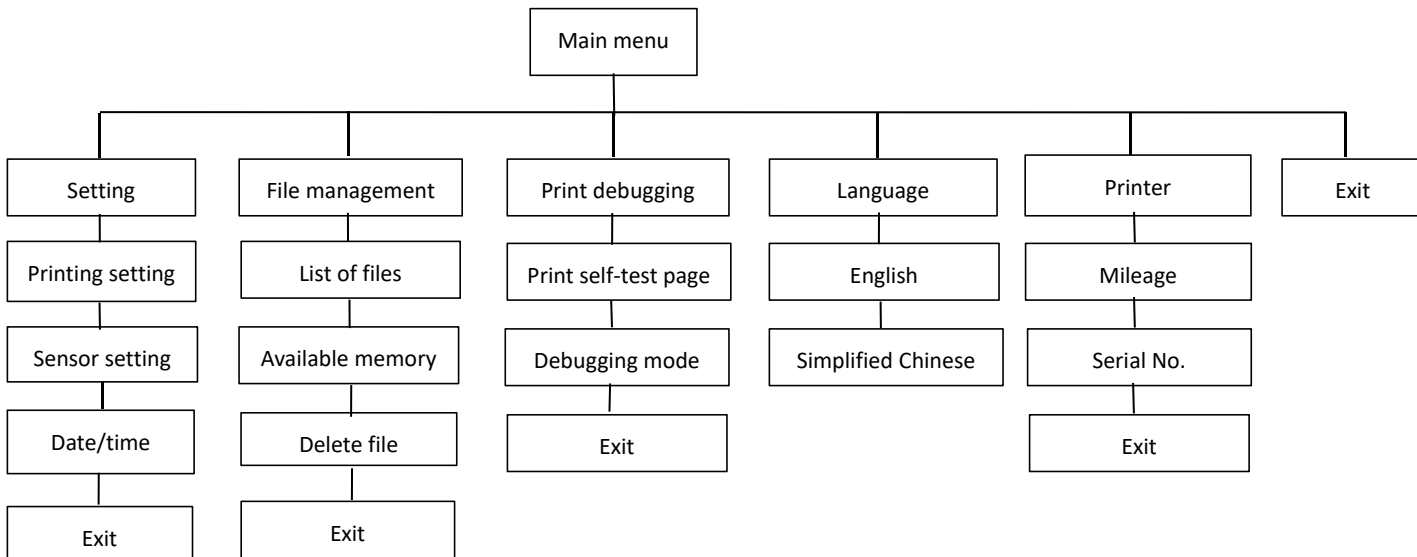 Main menu
Setting
File management
Print debugging
Language
Printer
Exit
Printing setting
List of files
Print self-test page
English
Mileage
Sensor setting
Available memory
Debugging mode
Simplified Chinese
Serial No.
Date/time
Delete file
Exit
Exit
Exit
Exit